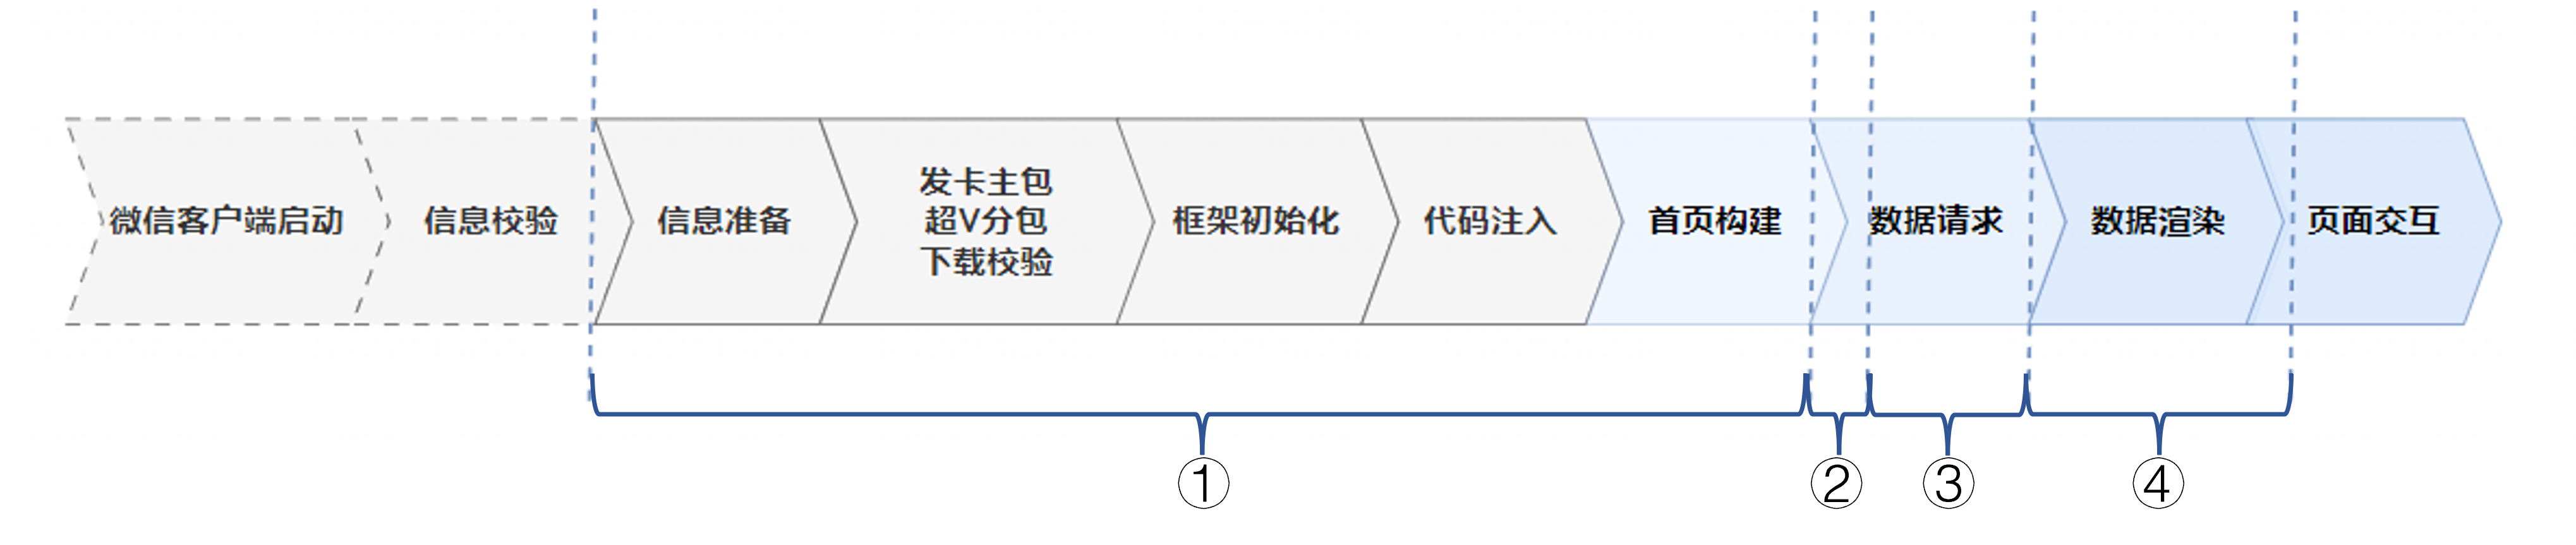 微信客户端启动
信息校验
信息准备
发卡主包
超V分包
下载校验
框架初始化
代码注入
首页构建
数据请求
数据渲染
页面交互
①
②
③
④